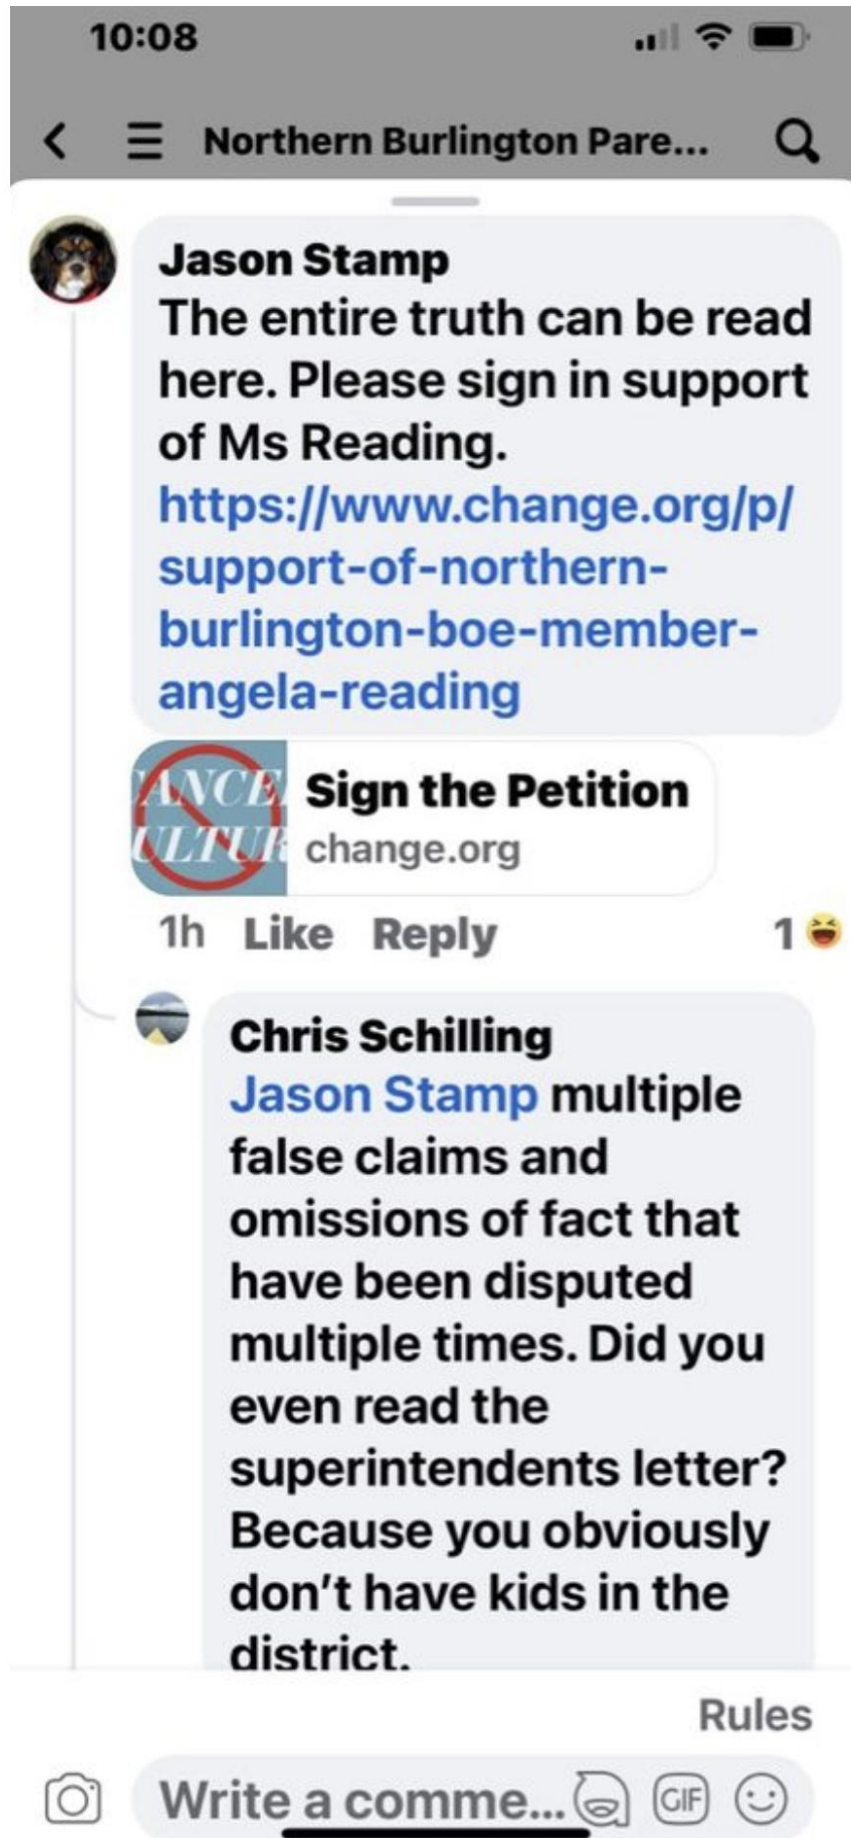 10:08
Northern Burlington Pare...
Jason Stamp
The entire truth can be read
here. Please sign in support
of Ms Reading.
https://www.change.org/p/
support-of-northern-
burlington-boe-member-
angela-reading
ANCE
ULTUR
Sign the Petition
change.org
1h Like Reply 1
Chris Schilling
Jason Stamp multiple
false claims and
omissions of fact that
have been disputed
multiple times. Did you
even read the
superintendents letter?
Because you obviously
don't have kids in the
district.
Rules
Write a comme... GIF